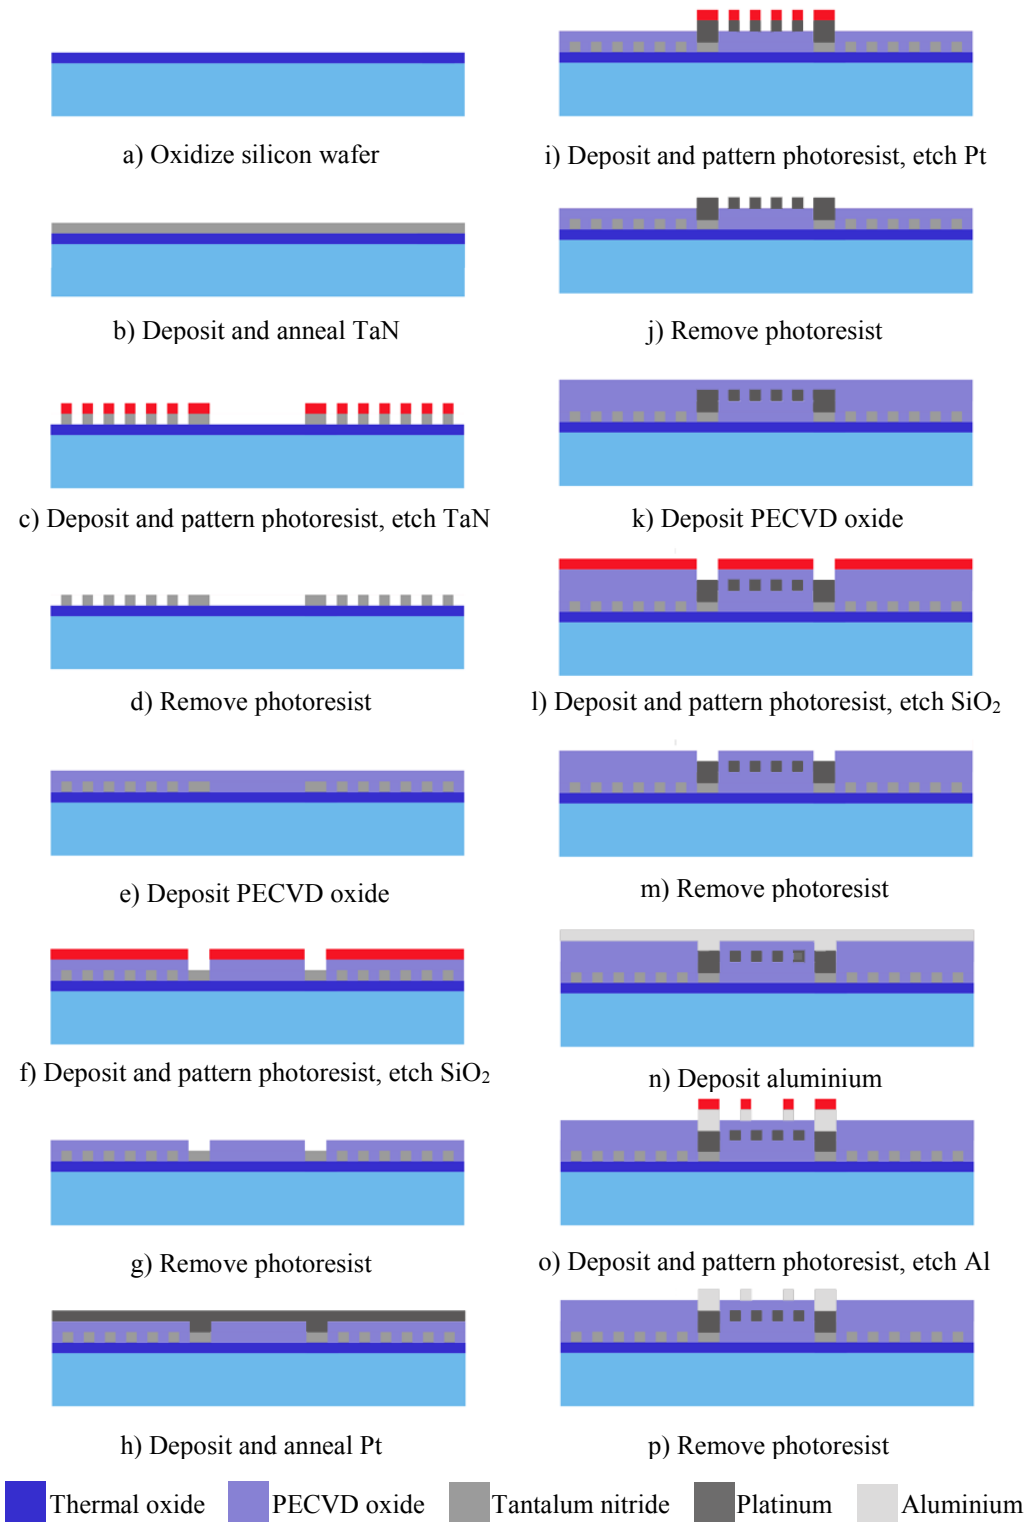 a) Oxidize silicon wafer
b) Deposit and anneal TaN
c) Deposit and pattern photoresist, etch TaN
d) Remove photoresist
e) Deposit PECVD oxide
f) Deposit and pattern photoresist, etch SiO₂
g) Remove photoresist
h) Deposit and anneal Pt
i) Deposit and pattern photoresist, etch Pt
j) Remove photoresist
k) Deposit PECVD oxide
l) Deposit and pattern photoresist, etch SiO₂
m) Remove photoresist
n) Deposit aluminium
o) Deposit and pattern photoresist, etch Al
p) Remove photoresist
Thermal oxide PECVD oxide Tantalum nitride Platinum Aluminium